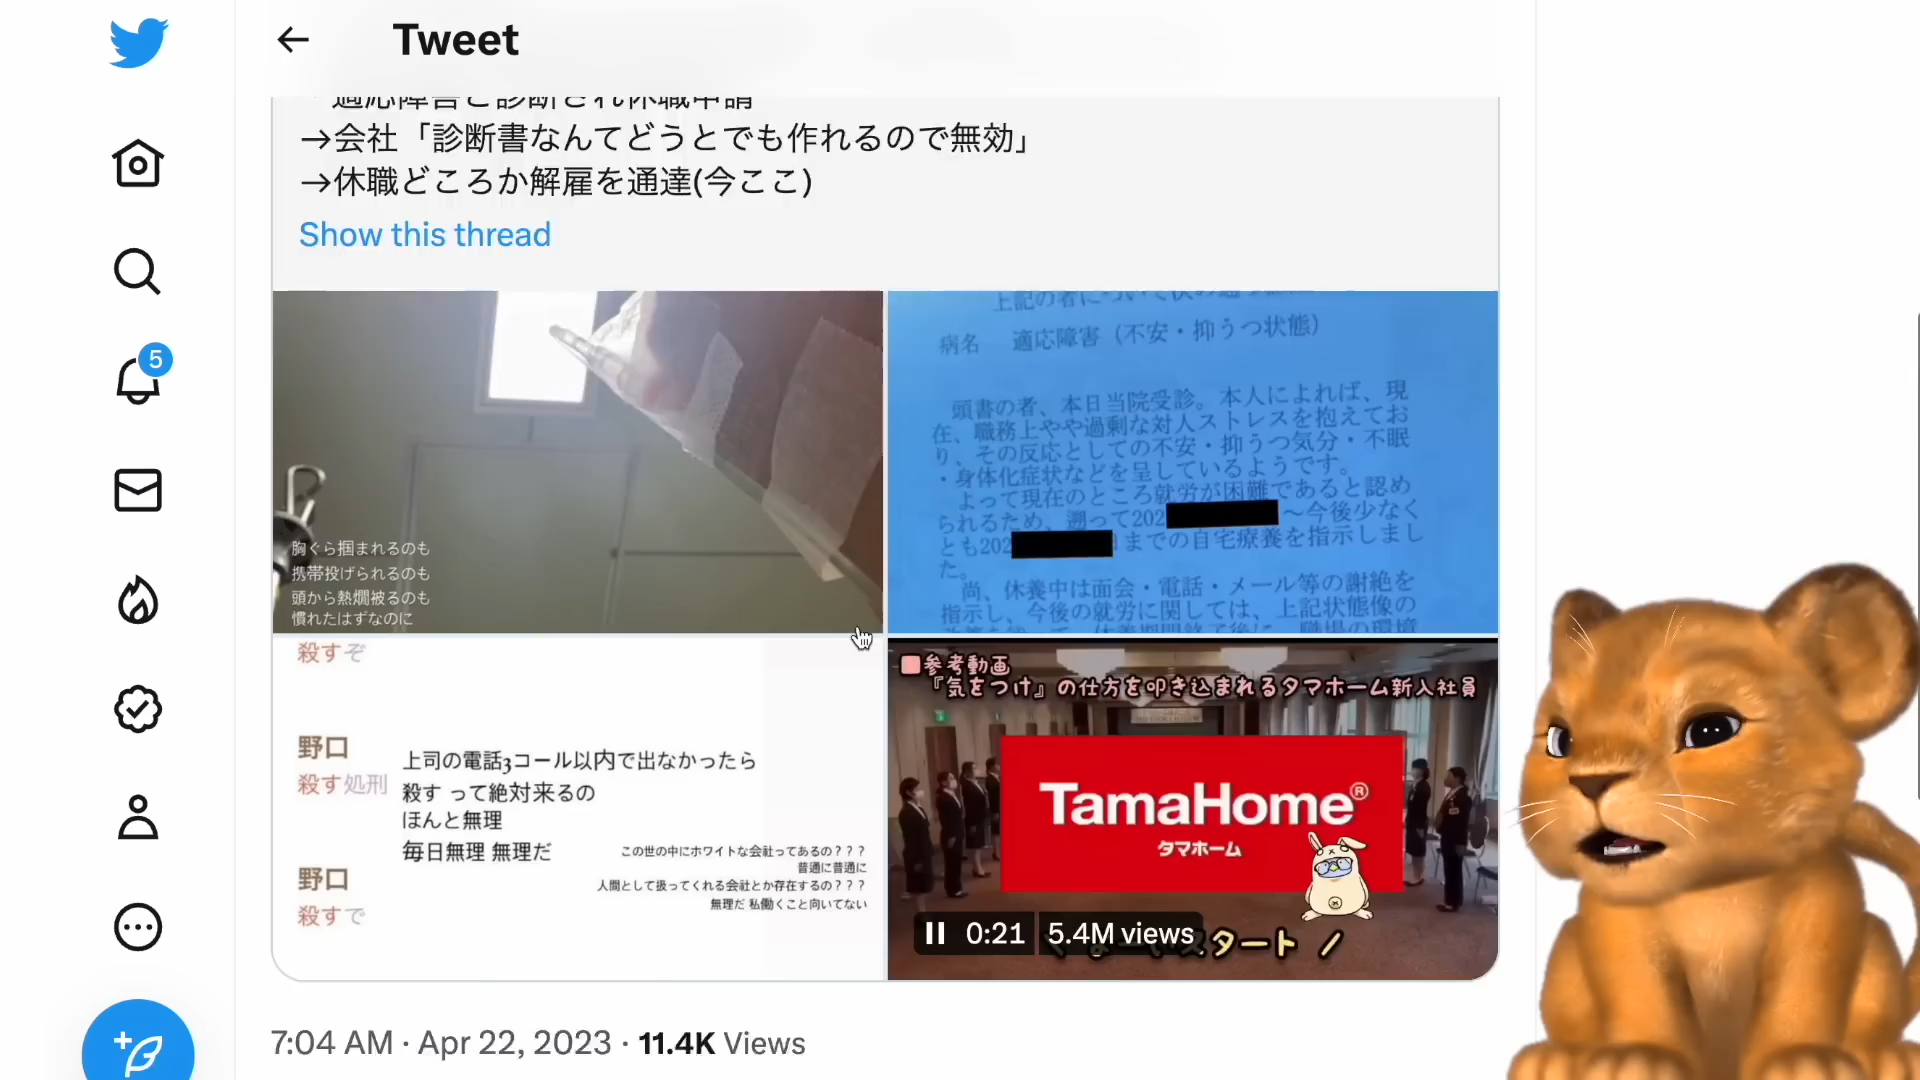 Tweet
適応障害と診断され休職申請
→会社「診断書なんてどうとでも作れるので無効」
→休職どころか解雇を通達(今ここ)
Show this thread
5
胸ぐら掴まれるのも
携帯投げられるのも
頭から熱燗被るのも
慣れたはずなのに
病名 適応障害（不安・抑うつ状態）
頭書の者、本日当院受診。本人によれば、現
在、職務上やや過剰な対人ストレスを抱えてお
り、その反応としての不安・抑うつ気分・不眠
・身体化症状などを呈しているようです。
よって現在のところ就労が困難であると認め
られるため、遡って202 ～今後少なく
とも202 までの自宅療養を指示しまし
た。
尚、休養中は面会・電話・メール等の謝絶を
指示し、今後の就労に関しては、上記状態像の
殺すぞ
野口
殺す処刑
野口
殺すで
上司の電話3コール以内で出なかったら
殺す って絶対来るの
ほんと無理
毎日無理 無理だ
この世の中にホワイトな会社ってあるの？？？
普通に普通に
人間として扱ってくれる会社とか存在するの？？？
無理だ 私働くこと向いてない
■参考動画
『気をつけ』の仕方を叩き込まれるタマホーム新入社員
TamaHome®
タマホーム
0:21 5.4M views
タート /
7:04 AM · Apr 22, 2023 · 11.4K Views